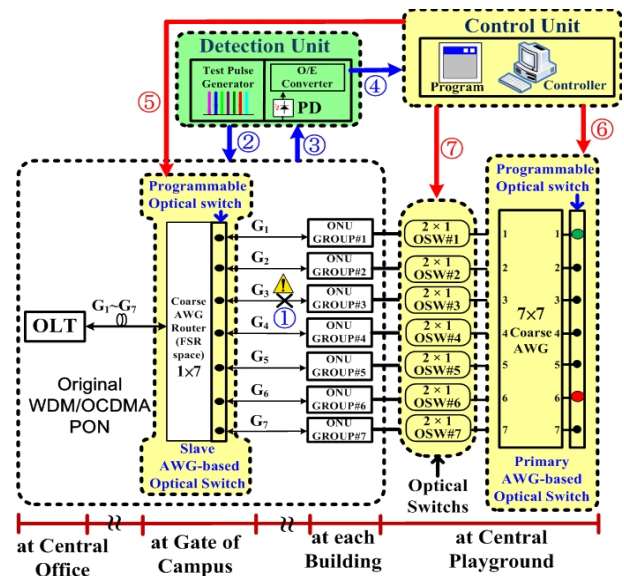 Control Unit
Program
Controller
Detection Unit
Test Pulse
Generator
O/E
Converter
PD
④
⑤
②
③
⑦
⑥
Programmable
Optical switch
Programmable
Optical switch
G₁
G₂
G₃
G₄
G₅
G₆
G₇
①
ONU
GROUP#1
ONU
GROUP#2
ONU
GROUP#3
ONU
GROUP#4
ONU
GROUP#5
ONU
GROUP#6
ONU
GROUP#7
2 × 1
OSW#1
2 × 1
OSW#2
2 × 1
OSW#3
2 × 1
OSW#4
2 × 1
OSW#5
2 × 1
OSW#6
2 × 1
OSW#7
1
2
3
4
5
6
7
7×7
Coarse
AWG
1
2
3
4
5
6
7
OLT
G₁~G₇
Coarse
AWG
Router
(FSR
space)
1×7
Original
WDM/OCDMA
PON
Slave
AWG-based
Optical Switch
Optical
Switchs
Primary
AWG-based
Optical Switch
at Central
Office
at Gate of
Campus
at each
Building
at Central
Playground